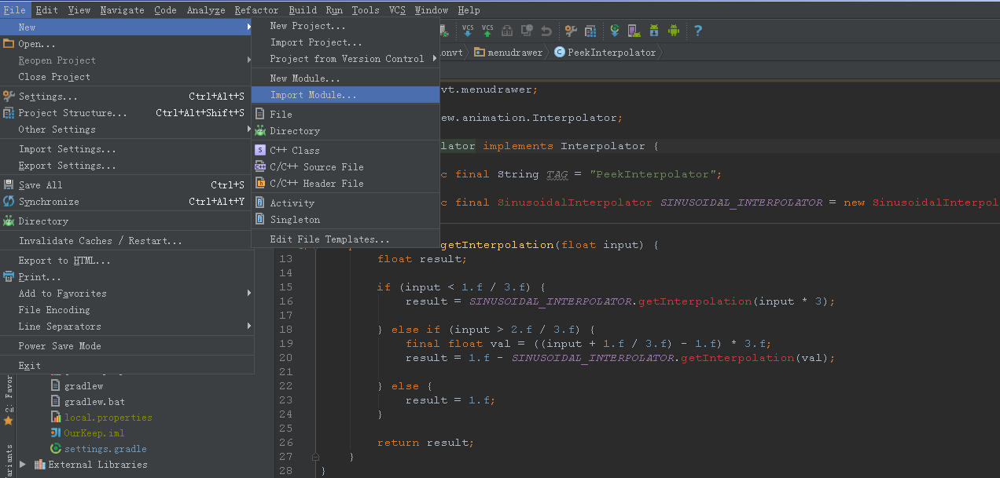 File Edit View Navigate Code Analyze Refactor Build Run Tools VCS Window Help
New
Open...
Reopen Project
Close Project
Settings... Ctrl+Alt+S
Project Structure... Ctrl+Alt+Shift+S
Other Settings
Import Settings...
Export Settings...
Save All Ctrl+S
Synchronize Ctrl+Alt+Y
Directory
Invalidate Caches / Restart...
Export to HTML...
Print...
Add to Favorites
File Encoding
Line Separators
Power Save Mode
Exit
New Project...
Import Project...
Project from Version Control
New Module...
Import Module...
File
Directory
C++ Class
C/C++ Source File
C/C++ Header File
Activity
Singleton
Edit File Templates...
VCS VCS ?
onvt menudrawer C PeekInterpolator
vt.menudrawer;
ew.animation.Interpolator;
lator implements Interpolator {
c final String TAG = "PeekInterpolator";
c final SinusoidalInterpolator SINUSOIDAL_INTERPOLATOR = new SinusoidalInterpol
getInterpolation(float input) {
13 float result;
14
15 if (input < 1.f / 3.f) {
16 result = SINUSOIDAL_INTERPOLATOR.getInterpolation(input * 3);
17
18 } else if (input > 2.f / 3.f) {
19 final float val = ((input + 1.f / 3.f) - 1.f) * 3.f;
20 result = 1.f - SINUSOIDAL_INTERPOLATOR.getInterpolation(val);
21
22 } else {
23 result = 1.f;
24 }
25
26 return result;
27 }
28 }
gradlew
gradlew.bat
local.properties
OurKeep.iml
settings.gradle
External Libraries
2: Favor
ariants